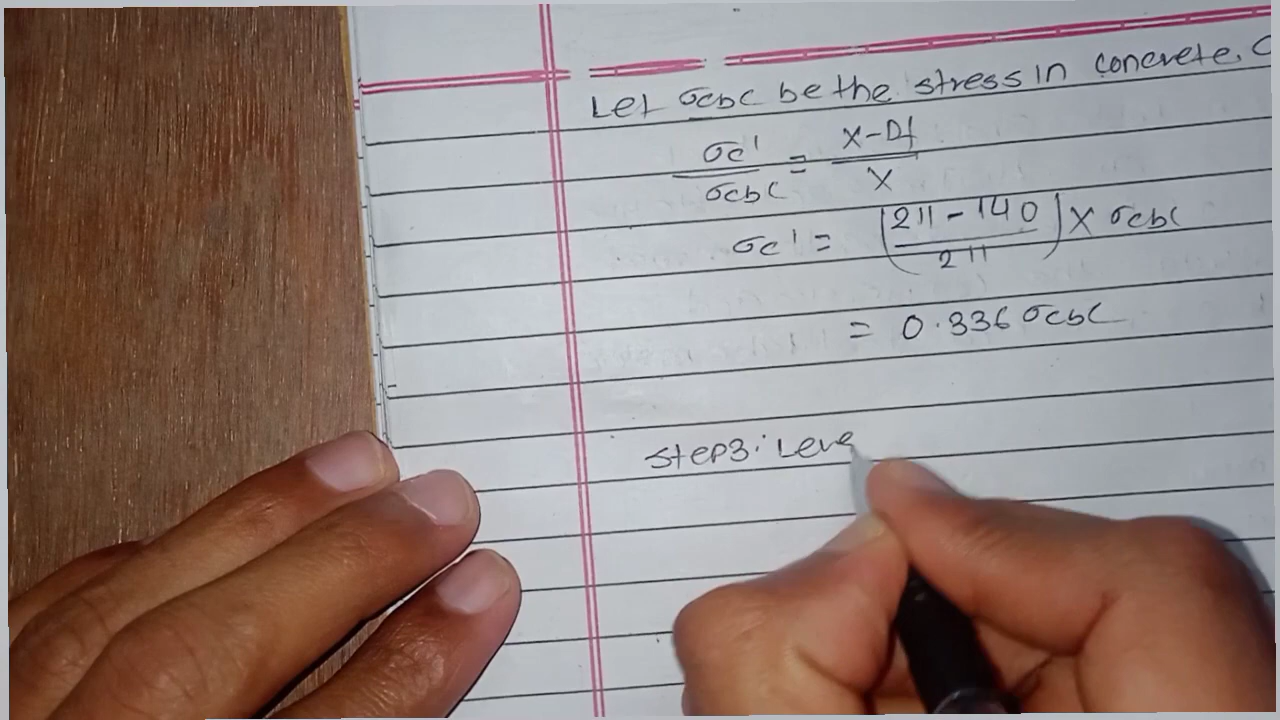 Let σcbc be the stress in concrete, C
σc' / σcbc = x-Df / x
σc' = (211-140 / 211) x σcbc
= 0.336 σcbc
step3: Leve